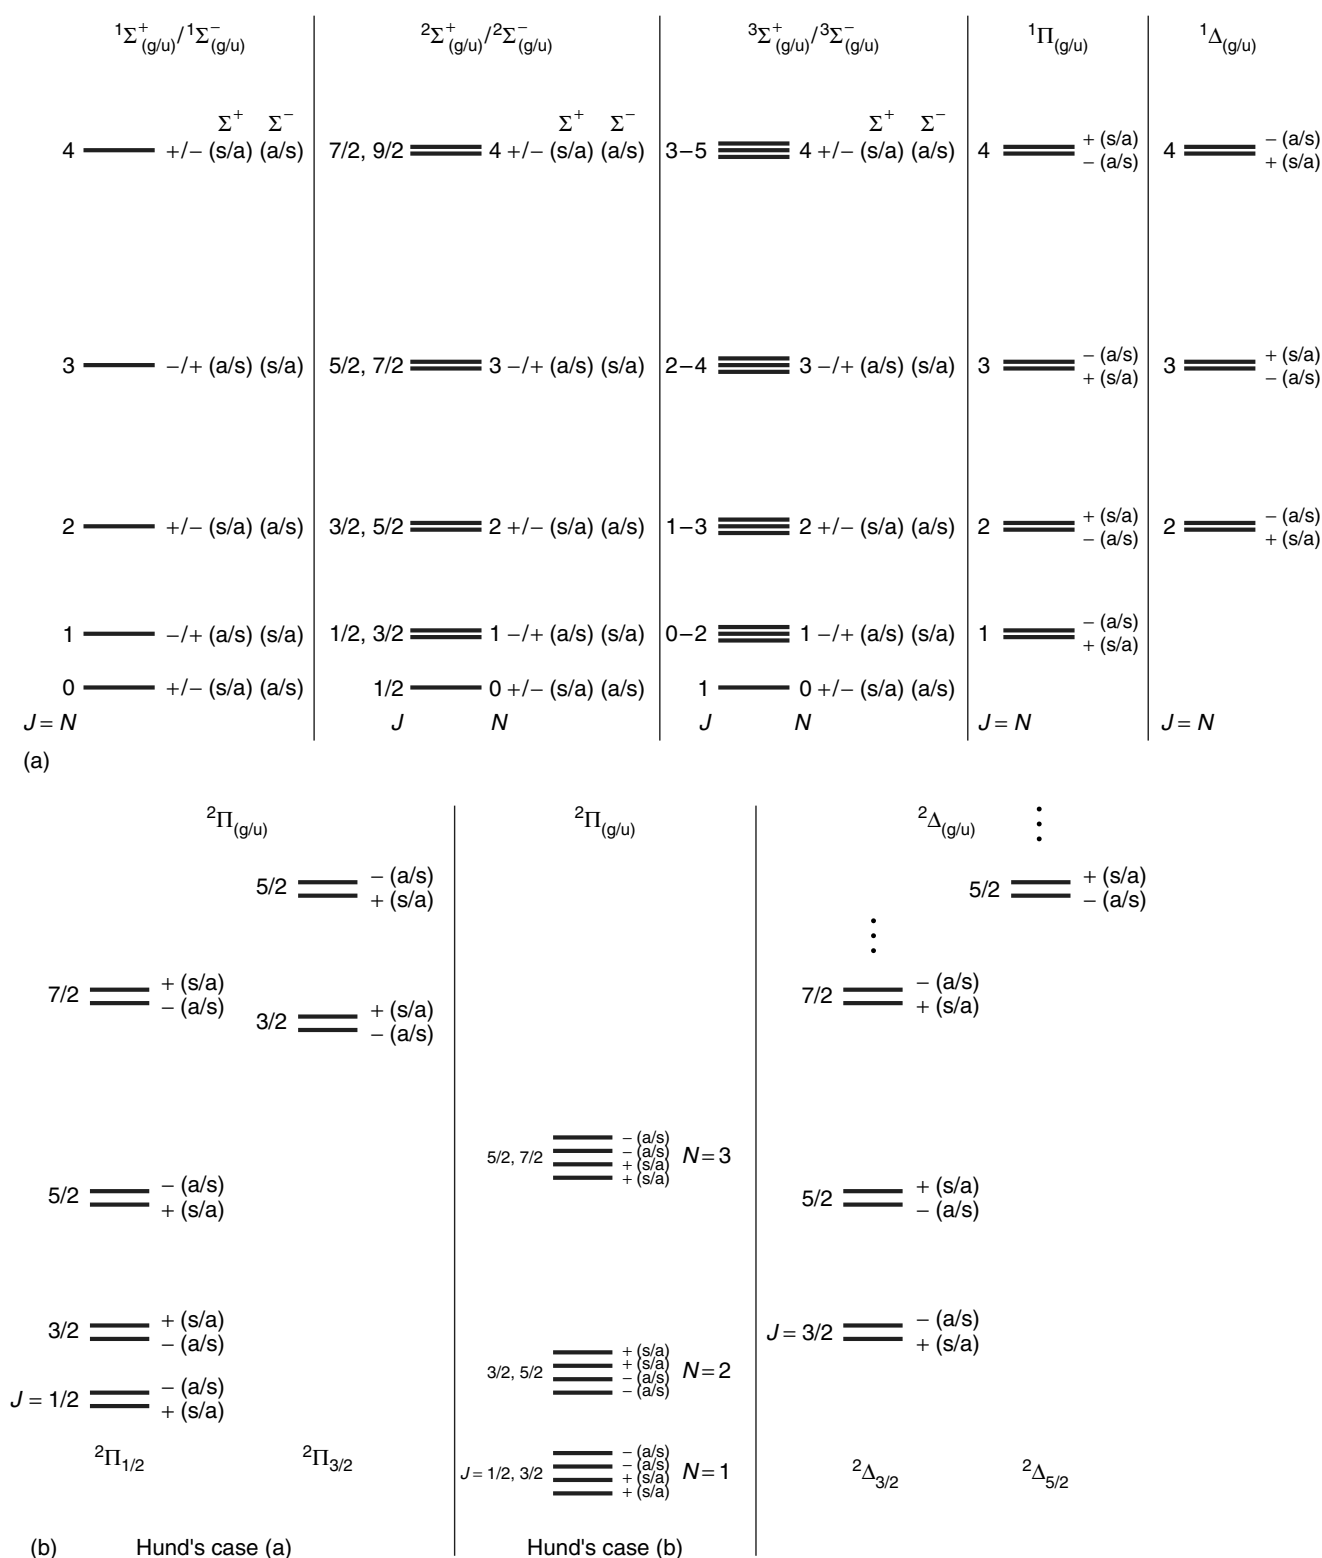 ¹Σ⁺(g/u)/¹Σ⁻(g/u)
Σ⁺ Σ⁻
4 +/− (s/a) (a/s)
3 −/+ (a/s) (s/a)
2 +/− (s/a) (a/s)
1 −/+ (a/s) (s/a)
0 +/− (s/a) (a/s)
J = N
²Σ⁺(g/u)/²Σ⁻(g/u)
Σ⁺ Σ⁻
7/2, 9/2 4 +/− (s/a) (a/s)
5/2, 7/2 3 −/+ (a/s) (s/a)
3/2, 5/2 2 +/− (s/a) (a/s)
1/2, 3/2 1 −/+ (a/s) (s/a)
1/2 0 +/− (s/a) (a/s)
J N
³Σ⁺(g/u)/³Σ⁻(g/u)
Σ⁺ Σ⁻
3−5 4 +/− (s/a) (a/s)
2−4 3 −/+ (a/s) (s/a)
1−3 2 +/− (s/a) (a/s)
0−2 1 −/+ (a/s) (s/a)
1 0 +/− (s/a) (a/s)
J N
¹Π(g/u)
4 + (s/a)
− (a/s)
3 − (a/s)
+ (s/a)
2 + (s/a)
− (a/s)
1 − (a/s)
+ (s/a)
J = N
¹Δ(g/u)
4 − (a/s)
+ (s/a)
3 + (s/a)
− (a/s)
2 − (a/s)
+ (s/a)
J = N
(a)
²Π(g/u)
5/2 − (a/s)
+ (s/a)
7/2 + (s/a)
− (a/s)
3/2 + (s/a)
− (a/s)
5/2 − (a/s)
+ (s/a)
3/2 + (s/a)
− (a/s)
J = 1/2 − (a/s)
+ (s/a)
²Π1/2 ²Π3/2
(b) Hund's case (a)
²Π(g/u)
5/2, 7/2 N = 3
− (a/s)
− (a/s)
+ (s/a)
+ (s/a)
3/2, 5/2 N = 2
+ (s/a)
+ (s/a)
− (a/s)
− (a/s)
J = 1/2, 3/2 N = 1
− (a/s)
− (a/s)
+ (s/a)
+ (s/a)
Hund's case (b)
²Δ(g/u)
5/2 + (s/a)
− (a/s)
7/2 − (a/s)
+ (s/a)
5/2 + (s/a)
− (a/s)
J = 3/2 − (a/s)
+ (s/a)
²Δ3/2 ²Δ5/2